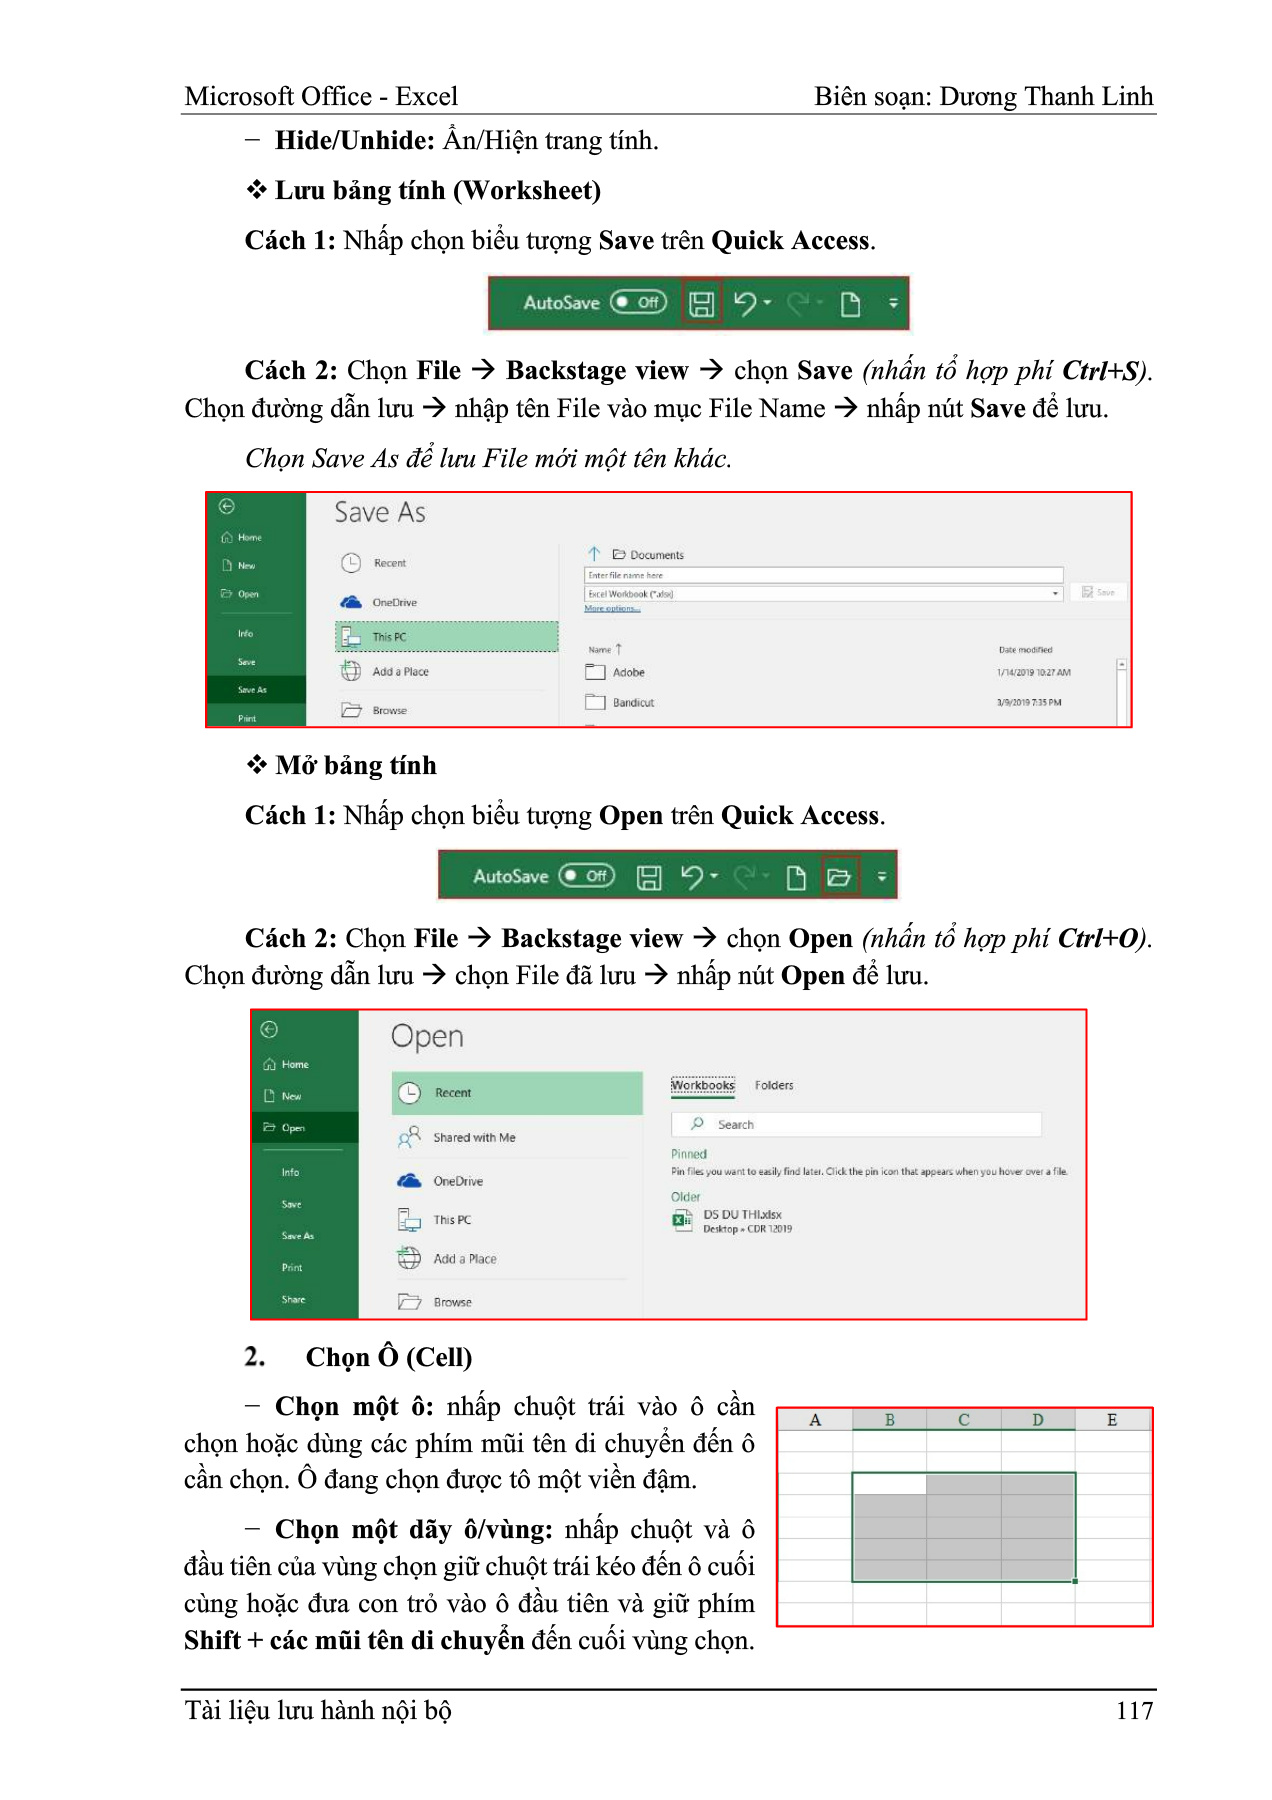 Microsoft Office - Excel Biên soạn: Dương Thanh Linh
− Hide/Unhide: Ẩn/Hiện trang tính.
❖ Lưu bảng tính (Worksheet)
Cách 1: Nhấp chọn biểu tượng Save trên Quick Access.
AutoSave Off
Cách 2: Chọn File → Backstage view → chọn Save (nhấn tổ hợp phí Ctrl+S).
Chọn đường dẫn lưu → nhập tên File vào mục File Name → nhấp nút Save để lưu.
Chọn Save As để lưu File mới một tên khác.
Save As
Home
New
Open
Info
Save
Save As
Print
Recent
OneDrive
This PC
Add a Place
Browse
Documents
Enter file name here
Excel Workbook (*.xlsx)
Save
More options...
Name ↑ Date modified
Adobe 1/14/2019 10:27 AM
Bandicut 3/9/2019 7:35 PM
❖ Mở bảng tính
Cách 1: Nhấp chọn biểu tượng Open trên Quick Access.
AutoSave Off
Cách 2: Chọn File → Backstage view → chọn Open (nhấn tổ hợp phí Ctrl+O).
Chọn đường dẫn lưu → chọn File đã lưu → nhấp nút Open để lưu.
Open
Home
New
Open
Info
Save
Save As
Print
Share
Recent
Shared with Me
OneDrive
This PC
Add a Place
Browse
Workbooks Folders
Search
Pinned
Pin files you want to easily find later. Click the pin icon that appears when you hover over a file.
Older
DS DU THI.xlsx
Desktop » CDR 12019
2. Chọn Ô (Cell)
− Chọn một ô: nhấp chuột trái vào ô cần
chọn hoặc dùng các phím mũi tên di chuyển đến ô
cần chọn. Ô đang chọn được tô một viền đậm.
− Chọn một dãy ô/vùng: nhấp chuột và ô
đầu tiên của vùng chọn giữ chuột trái kéo đến ô cuối
cùng hoặc đưa con trỏ vào ô đầu tiên và giữ phím
Shift + các mũi tên di chuyển đến cuối vùng chọn.
A B C D E
Tài liệu lưu hành nội bộ 117